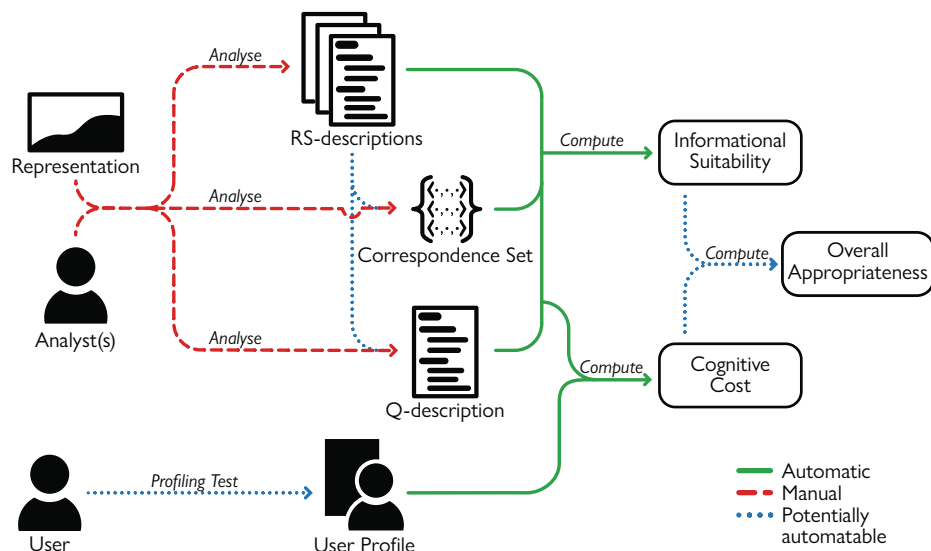 Analyse
RS-descriptions
Representation
Compute
Informational
Suitability
Analyse
{<·,·,·>}
{<·,·,·>}
{<·,·,·>}
Correspondence Set
Compute
Overall
Appropriateness
Analyst(s)
Analyse
Compute
Cognitive
Cost
Q-description
Profiling Test
User
User Profile
Automatic
Manual
Potentially
automatable